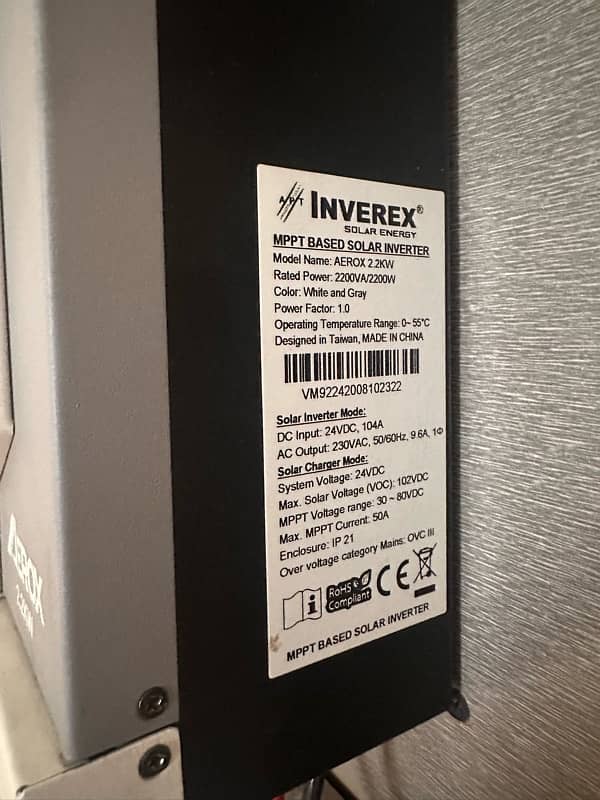 APT INVEREX®
SOLAR ENERGY
MPPT BASED SOLAR INVERTER
Model Name: AEROX 2.2KW
Rated Power: 2200VA/2200W
Color: White and Gray
Power Factor: 1.0
Operating Temperature Range: 0~ 55°C
Designed in Taiwan, MADE IN CHINA
VM92242008102322
Solar Inverter Mode:
DC Input: 24VDC, 104A
AC Output: 230VAC, 50/60Hz, 9.6A, 1Φ
Solar Charger Mode:
System Voltage: 24VDC
Max. Solar Voltage (VOC): 102VDC
MPPT Voltage range: 30 ~ 80VDC
Max. MPPT Current: 50A
Enclosure: IP 21
Over voltage category Mains: OVC III
i RoHS CE
Compliant
MPPT BASED SOLAR INVERTER
AEROX
2.2KW